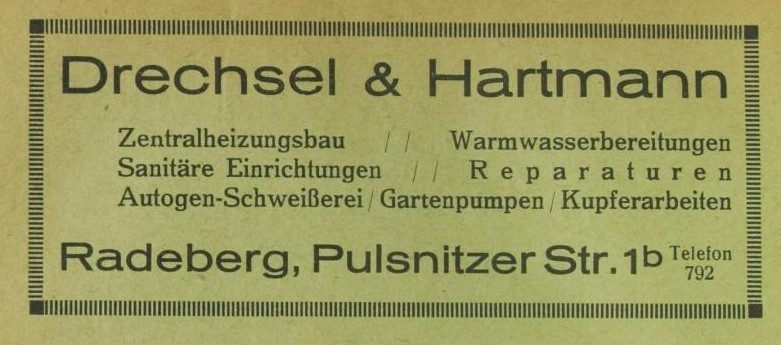 Drechsel & Hartmann
Zentralheizungsbau // Warmwasserbereitungen
Sanitäre Einrichtungen // Reparaturen
Autogen-Schweißerei / Gartenpumpen / Kupferarbeiten
Radeberg, Pulsnitzer Str. 1b Telefon 792